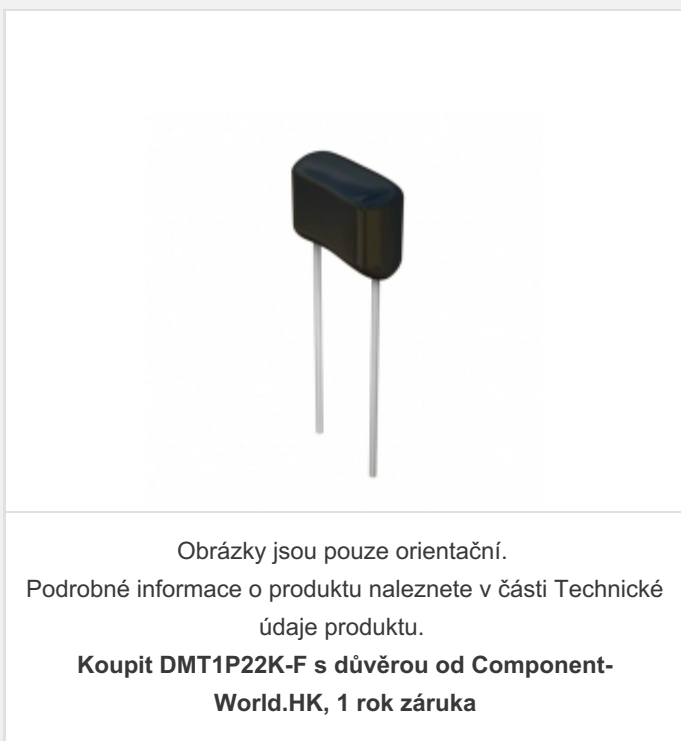 Obrázky jsou pouze orientační.
Podrobné informace o produktu naleznete v části Technické
údaje produktu.
Koupit DMT1P22K-F s důvěrou od Component-
World.HK, 1 rok záruka